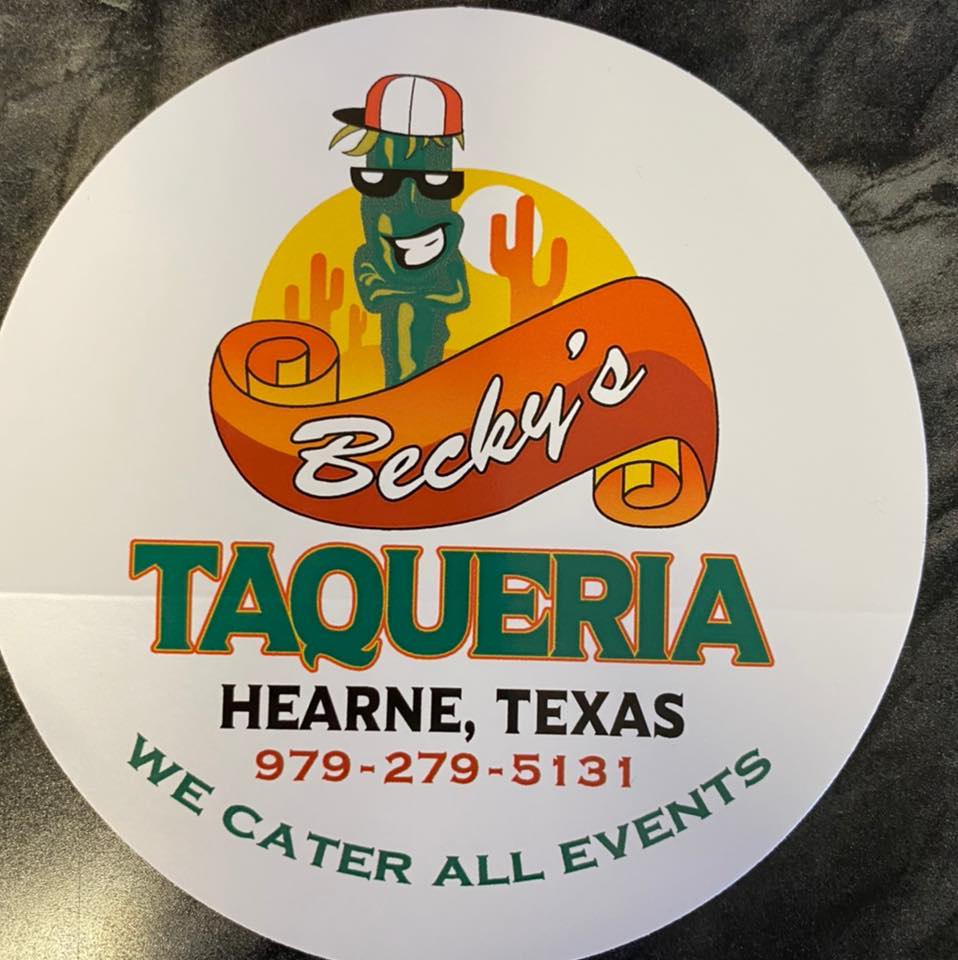 Becky's
TAQUERIA
HEARNE, TEXAS
979-279-5131
WE CATER ALL EVENTS